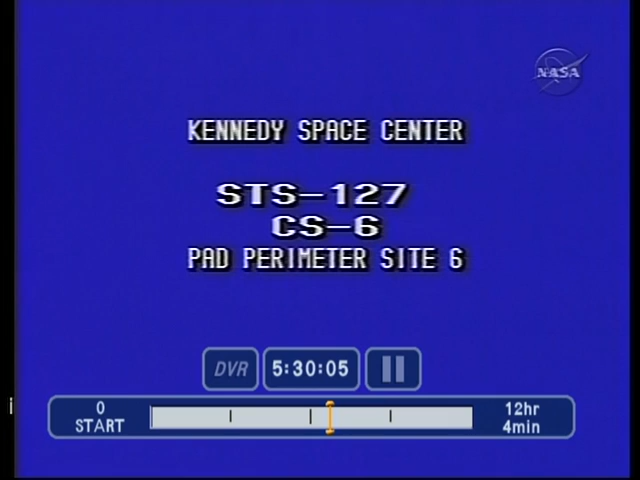 NASA
KENNEDY SPACE CENTER
STS-127
CS-6
PAD PERIMETER SITE 6
DVR 5:30:05
i
0 12hr
START 4min